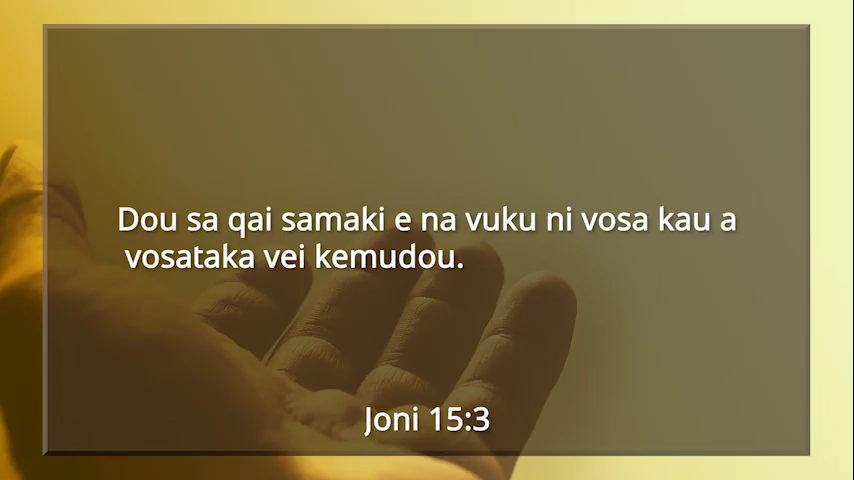 Dou sa qai samaki e na vuku ni vosa kau a
vosataka vei kemudou.
Joni 15:3